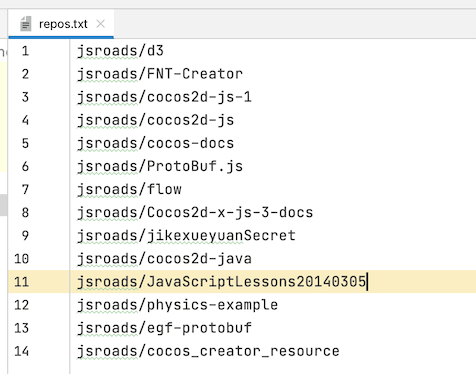 repos.txt
1 jsroads/d3
2 jsroads/FNT-Creator
3 jsroads/cocos2d-js-1
4 jsroads/cocos2d-js
5 jsroads/cocos-docs
6 jsroads/ProtoBuf.js
7 jsroads/flow
8 jsroads/Cocos2d-x-js-3-docs
9 jsroads/jikexueyuanSecret
10 jsroads/cocos2d-java
11 jsroads/JavaScriptLessons20140305
12 jsroads/physics-example
13 jsroads/egf-protobuf
14 jsroads/cocos_creator_resource